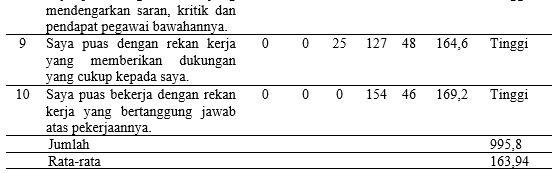 mendengarkan saran, kritik dan
pendapat pegawai bawahannya.
9 Saya puas dengan rekan kerja 0 0 25 127 48 164,6 Tinggi
yang memberikan dukungan
yang cukup kepada saya.
10 Saya puas bekerja dengan rekan 0 0 0 154 46 169,2 Tinggi
kerja yang bertanggung jawab
atas pekerjaannya.
Jumlah 995,8
Rata-rata 163,94